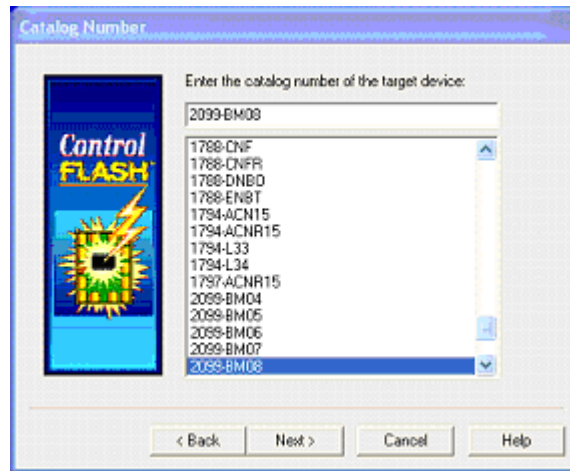 Catalog Number
Control
FLASH
Enter the catalog number of the target device:
2099-BM08
1788-CNF
1788-CNFR
1788-DNBO
1788-ENBT
1794-ACN15
1794-ACNR15
1794-L33
1794-L34
1797-ACNR15
2099-BM04
2099-BM05
2099-BM06
2099-BM07
2099-BM08
< Back
Next >
Cancel
Help